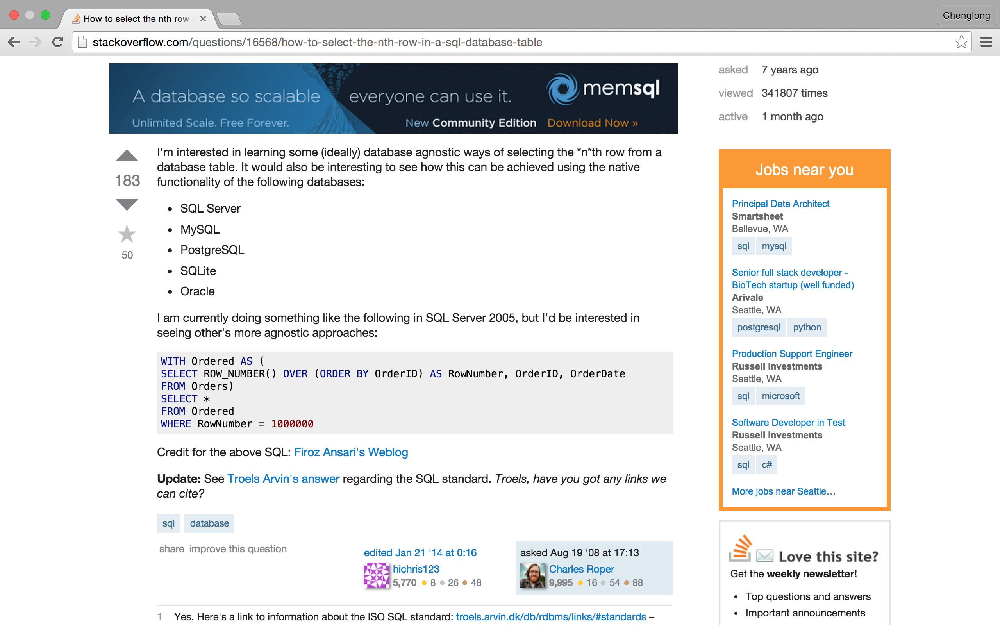 How to select the nth row i
Chenglong
stackoverflow.com/questions/16568/how-to-select-the-nth-row-in-a-sql-database-table
A database so scalable everyone can use it.
memsql
Unlimited Scale. Free Forever.
New Community Edition Download Now »
183
50
I'm interested in learning some (ideally) database agnostic ways of selecting the *n*th row from a
database table. It would also be interesting to see how this can be achieved using the native
functionality of the following databases:
• SQL Server
• MySQL
• PostgreSQL
• SQLite
• Oracle
I am currently doing something like the following in SQL Server 2005, but I'd be interested in
seeing other's more agnostic approaches:
WITH Ordered AS (
SELECT ROW_NUMBER() OVER (ORDER BY OrderID) AS RowNumber, OrderID, OrderDate
FROM Orders)
SELECT *
FROM Ordered
WHERE RowNumber = 1000000
Credit for the above SQL: Firoz Ansari's Weblog
Update: See Troels Arvin's answer regarding the SQL standard. Troels, have you got any links we
can cite?
sql database
share improve this question
edited Jan 21 '14 at 0:16
hichris123
5,770 8 26 48
asked Aug 19 '08 at 17:13
Charles Roper
9,995 16 54 88
1 Yes. Here's a link to information about the ISO SQL standard: troels.arvin.dk/db/rdbms/links/#standards –
asked 7 years ago
viewed 341807 times
active 1 month ago
Jobs near you
Principal Data Architect
Smartsheet
Bellevue, WA
sql mysql
Senior full stack developer -
BioTech startup (well funded)
Arivale
Seattle, WA
postgresql python
Production Support Engineer
Russell Investments
Seattle, WA
sql microsoft
Software Developer in Test
Russell Investments
Seattle, WA
sql c#
More jobs near Seattle...
Love this site?
Get the weekly newsletter!
• Top questions and answers
• Important announcements